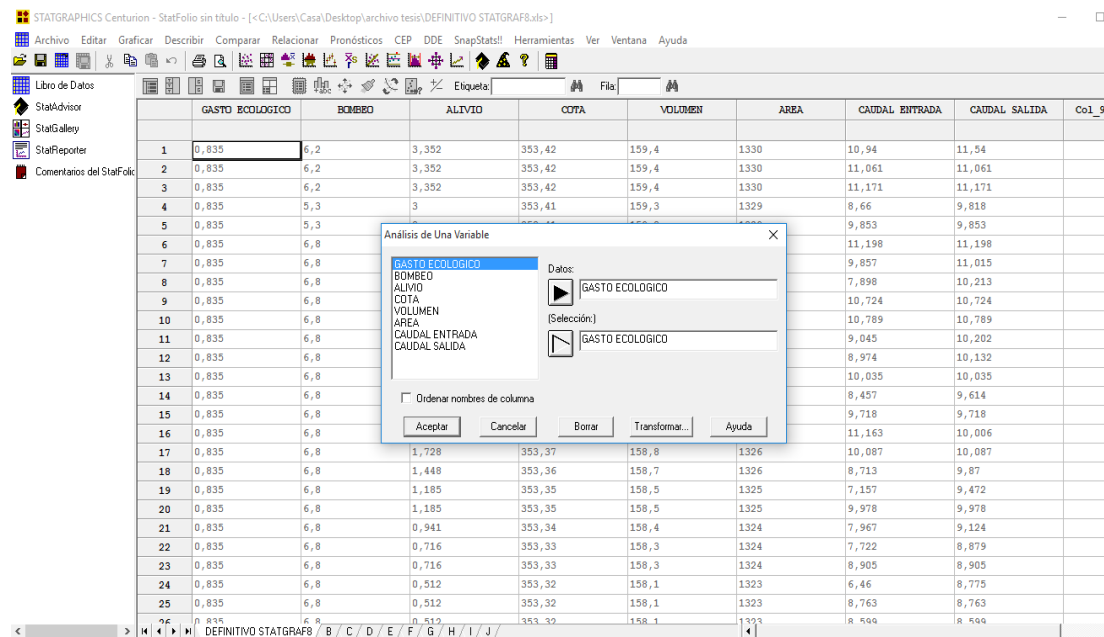 STATGRAPHICS Centurion - StatFolio sin título - [<C:\Users\Casa\Desktop\archivo tesis\DEFINITIVO STATGRAF8.xls>]
Archivo Editar Graficar Describir Comparar Relacionar Pronósticos CEP DDE SnapStats!! Herramientas Ver Ventana Ayuda
Libro de Datos
StatAdvisor
StatGallery
StatReporter
Comentarios del StatFolio
Etiqueta: Fila:
GASTO ECOLOGICO BOMBEO ALIVIO COTA VOLUMEN AREA CAUDAL ENTRADA CAUDAL SALIDA Col_9
1 0,835 6,2 3,352 353,42 159,4 1330 10,94 11,54
2 0,835 6,2 3,352 353,42 159,4 1330 11,061 11,061
3 0,835 6,2 3,352 353,42 159,4 1330 11,171 11,171
4 0,835 5,3 3 353,41 159,3 1329 8,66 9,818
5 0,835 5,3 9,853 9,853
6 0,835 6,8 11,198 11,198
7 0,835 6,8 9,857 11,015
8 0,835 6,8 7,898 10,213
9 0,835 6,8 10,724 10,724
10 0,835 6,8 10,789 10,789
11 0,835 6,8 9,045 10,202
12 0,835 6,8 8,974 10,132
13 0,835 6,8 10,035 10,035
14 0,835 6,8 8,457 9,614
15 0,835 6,8 9,718 9,718
16 0,835 6,8 11,163 10,006
17 0,835 6,8 1,728 353,37 158,8 1326 10,087 10,087
18 0,835 6,8 1,448 353,36 158,7 1326 8,713 9,87
19 0,835 6,8 1,185 353,35 158,5 1325 7,157 9,472
20 0,835 6,8 1,185 353,35 158,5 1325 9,978 9,978
21 0,835 6,8 0,941 353,34 158,4 1324 7,967 9,124
22 0,835 6,8 0,716 353,33 158,3 1324 7,722 8,879
23 0,835 6,8 0,716 353,33 158,3 1324 8,905 8,905
24 0,835 6,8 0,512 353,32 158,1 1323 6,46 8,775
25 0,835 6,8 0,512 353,32 158,1 1323 8,763 8,763
26 0,835 6,8 0,512 353,32 158,1 1323 8,599 8,599
Análisis de Una Variable
GASTO ECOLOGICO
BOMBEO
ALIVIO
COTA
VOLUMEN
AREA
CAUDAL ENTRADA
CAUDAL SALIDA
Datos:
GASTO ECOLOGICO
(Selección:)
GASTO ECOLOGICO
Ordenar nombres de columna
Aceptar Cancelar Borrar Transformar... Ayuda
DEFINITIVO STATGRAF8 / B / C / D / E / F / G / H / I / J /